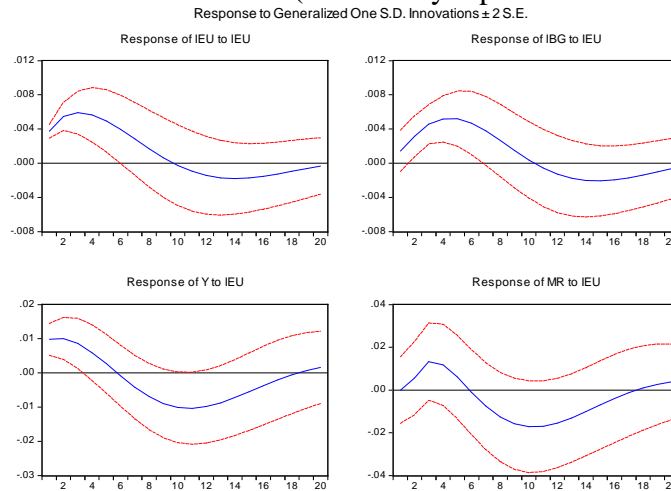 Response to Generalized One S.D. Innovations ± 2 S.E.
Response of IEU to IEU
Response of IBG to IEU
.012
.008
.004
.000
-.004
-.008
2 4 6 8 10 12 14 16 18 20
.012
.008
.004
.000
-.004
-.008
2 4 6 8 10 12 14 16 18
Response of Y to IEU
Response of MR to IEU
.02
.01
.00
-.01
-.02
-.03
2 4 6 8 10 12 14 16 18 20
.04
.02
.00
-.02
-.04
2 4 6 8 10 12 14 16 18